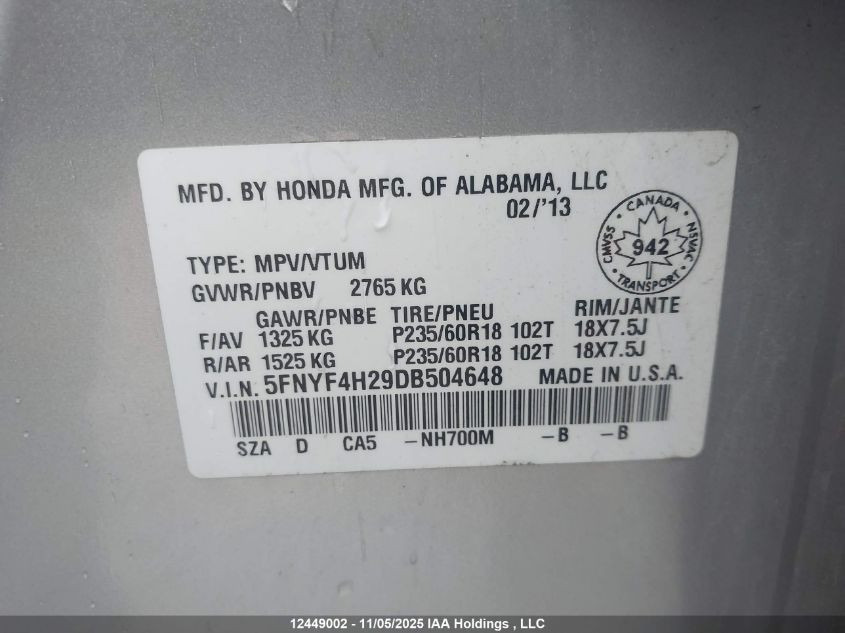 MFD. BY HONDA MFG. OF ALABAMA, LLC
02/'13
CANADA
CMVSS 942 NSVAC
TRANSPORT
TYPE: MPV/VTUM
GVWR/PNBV 2765 KG
GAWR/PNBE TIRE/PNEU RIM/JANTE
F/AV 1325 KG P235/60R18 102T 18X7.5J
R/AR 1525 KG P235/60R18 102T 18X7.5J
V.I.N. 5FNYF4H29DB504648 MADE IN U.S.A.
SZA D CA5 -NH700M -B -B
12449002 - 11/05/2025 IAA Holdings , LLC